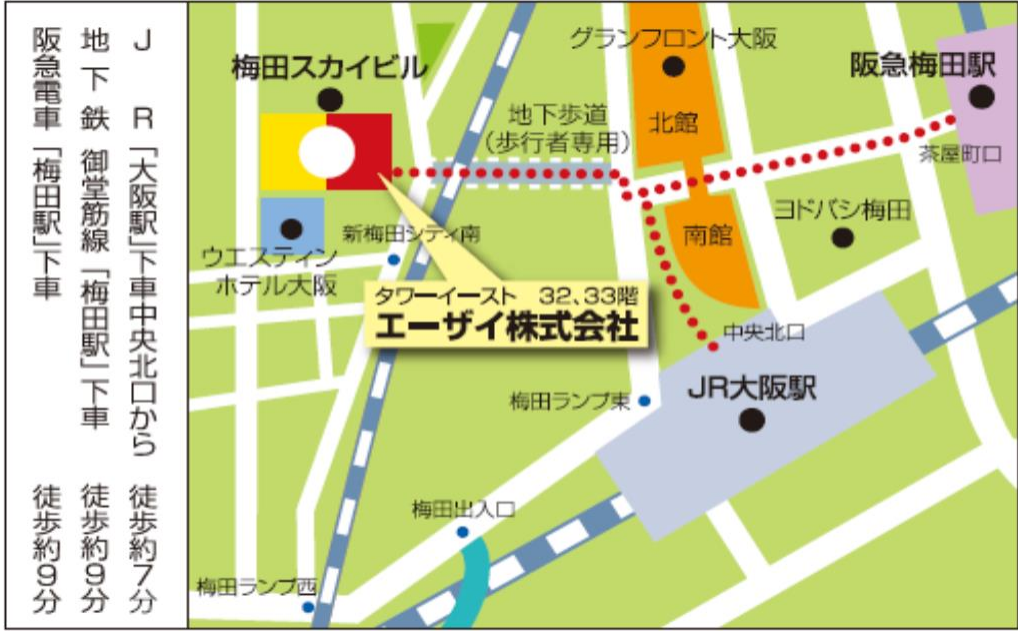 JR「大阪駅」下車中央北口から 徒歩約7分
地下鉄 御堂筋線「梅田駅」下車 徒歩約9分
阪急電車「梅田駅」下車 徒歩約9分
梅田スカイビル
グランフロント大阪
阪急梅田駅
地下歩道
(歩行者専用)
北館
茶屋町口
ヨドバシ梅田
南館
新梅田シティ南
ウエスティン
ホテル大阪
タワーイースト 32、33階
エーザイ株式会社
中央北口
JR大阪駅
梅田ランプ東
梅田出入口
梅田ランプ西